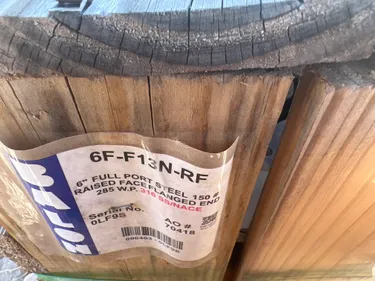 6F-F13N-RF
6" FULL PORT STEEL 150 #
RAISED FACE FLANGED END
285 W.P. 316 SS/NACE
Serial No.
0LF9S
AO #
70418